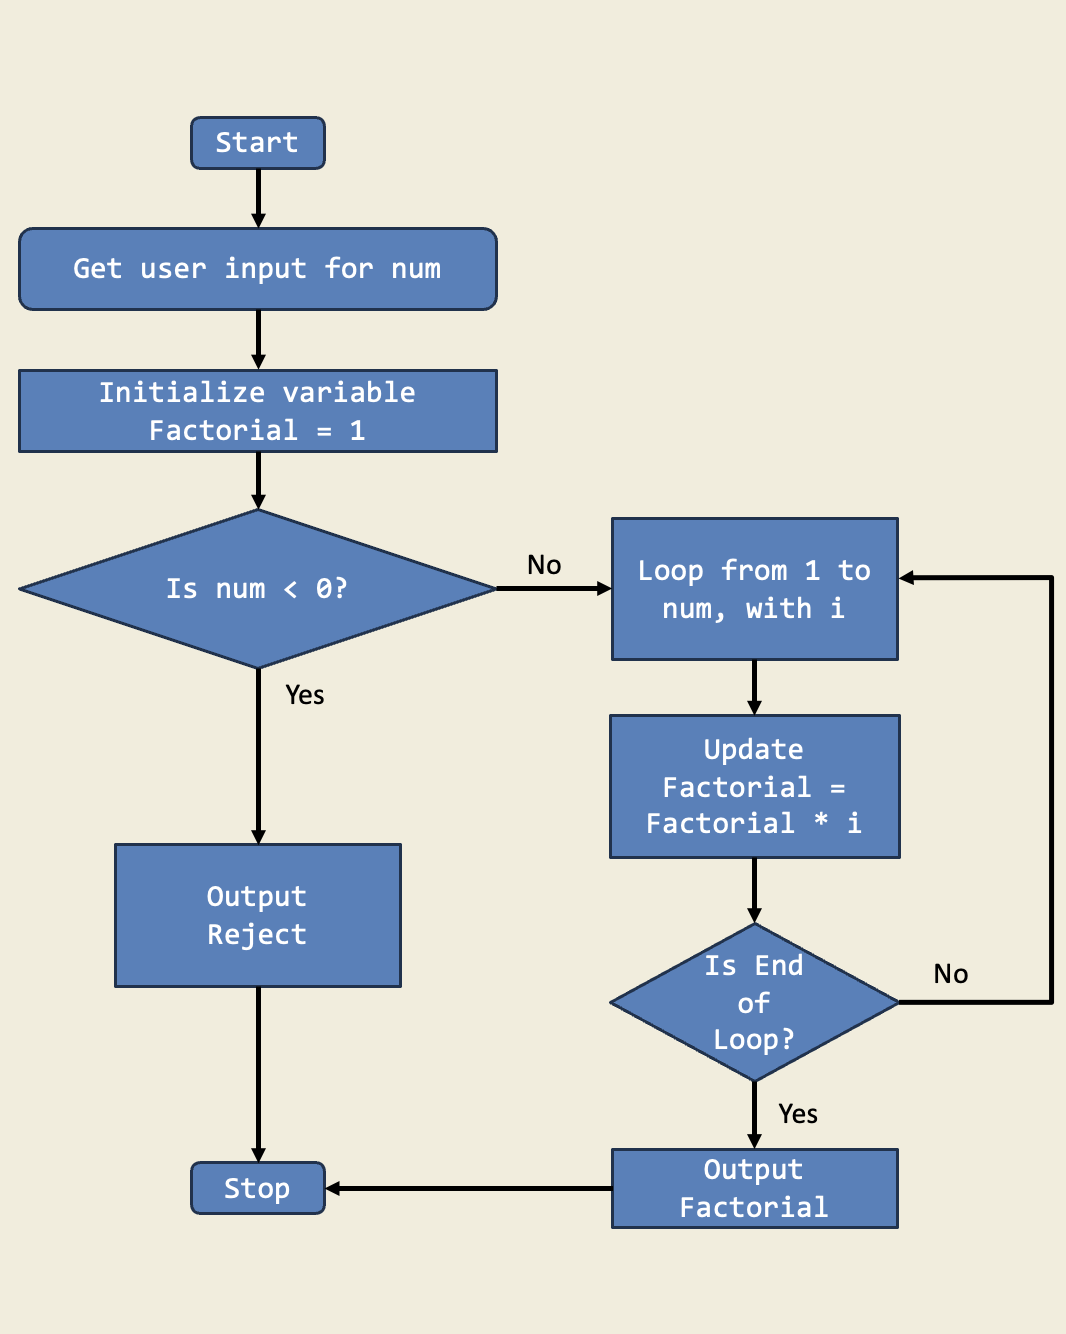 Start
Get user input for num
Initialize variable
Factorial = 1
Is num < 0?
No
Yes
Loop from 1 to
num, with i
Update
Factorial =
Factorial * i
Output
Reject
Is End
of
Loop?
No
Yes
Output
Factorial
Stop